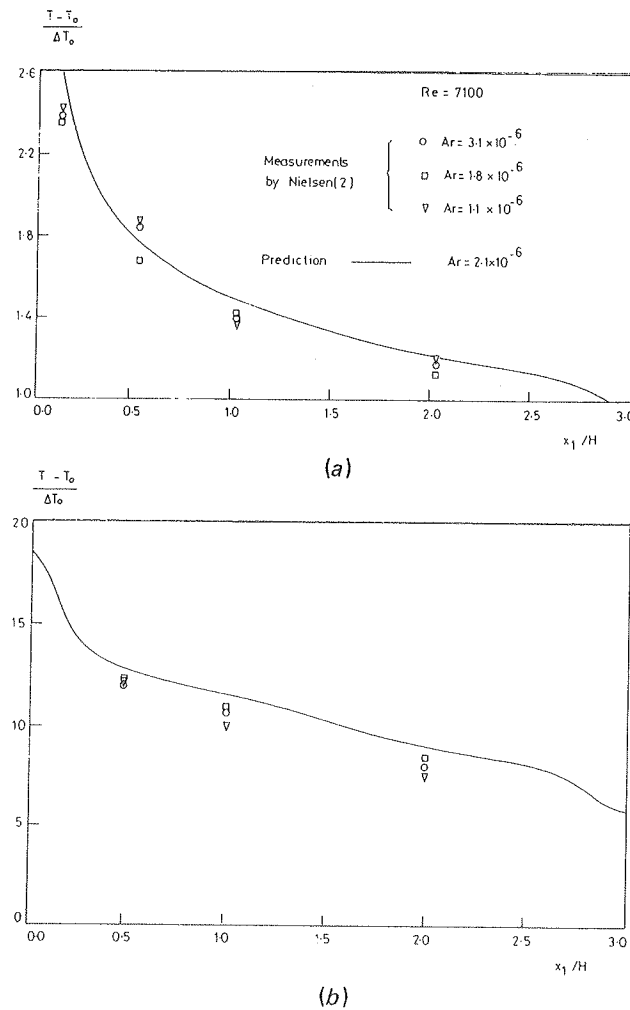 T - T₀
ΔT₀
2·6
2·2
1·8
1·4
1·0
0·0 0·5 1·0 2·0 2·5 3·0
x₁ /H
Re = 7100
Measurements
by Nielsen(2)
○ Ar= 3·1 ×10⁻⁶
□ Ar=1·8 ×10⁻⁶
▽ Ar=1·1 ×10⁻⁶
Prediction ——— Ar= 2·1×10⁻⁶
(a)
T - T₀
ΔT₀
20
15
10
5
0
0·0 0·5 1·0 1·5 2·0 2·5 3·0
x₁ /H
(b)